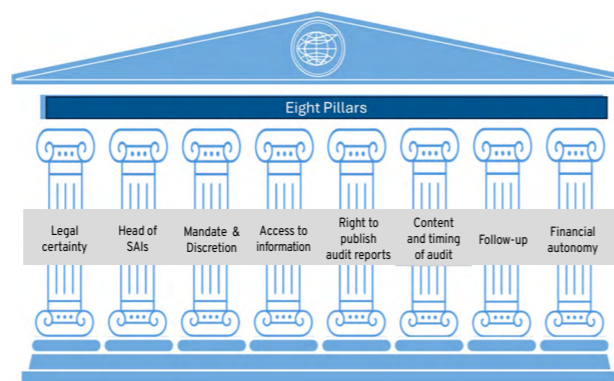 Eight Pillars
Legal
certainty
Head of
SAIs
Mandate &
Discretion
Access to
information
Right to
publish
audit reports
Content
and timing
of audit
Follow-up
Financial
autonomy